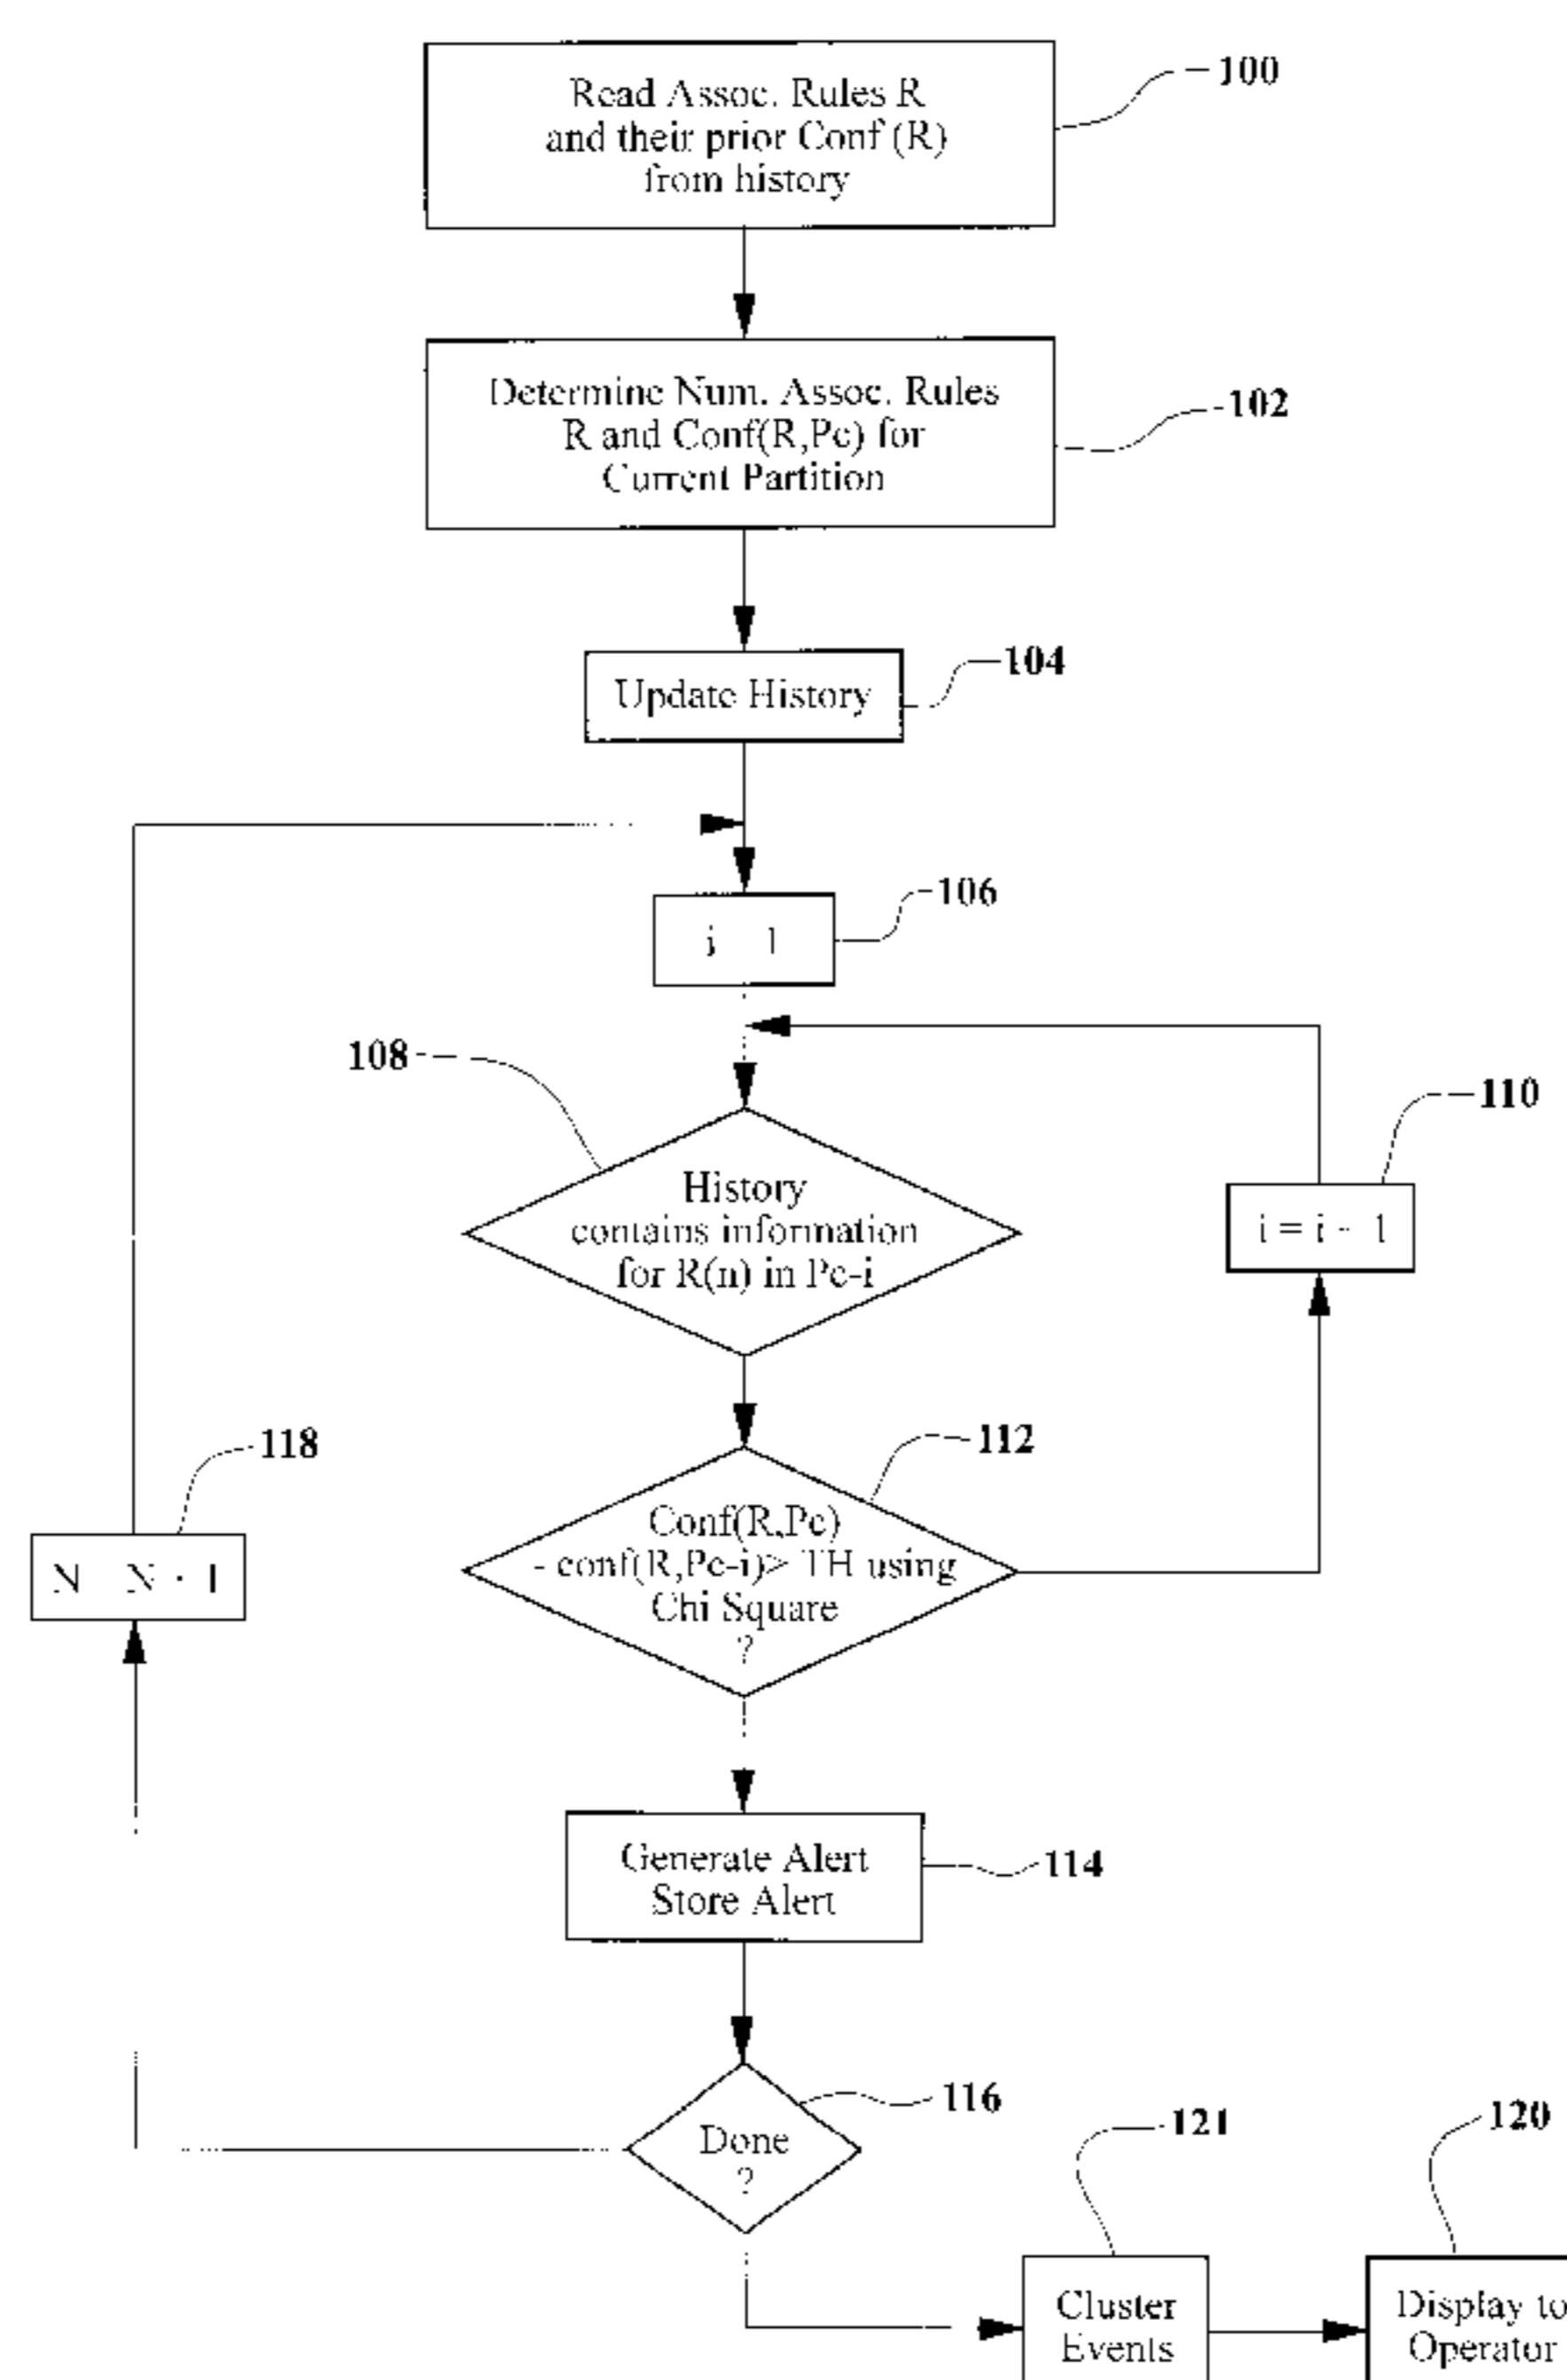 Read Assoc. Rules R
and their prior Conf (R)
from history
100
Determine Num. Assoc. Rules
R and Conf(R,Pc) for
Current Partition
102
Update History
104
i 1
106
108
History
contains information
for R(n) in Pc-i
110
i = i - 1
118
N N · 1
112
Conf(R,Pc)
- conf(R,Pc-i)> TH using
Chi Square
?
Generate Alert
Store Alert
114
Done
?
116
121
120
Cluster
Events
Display to
Operator